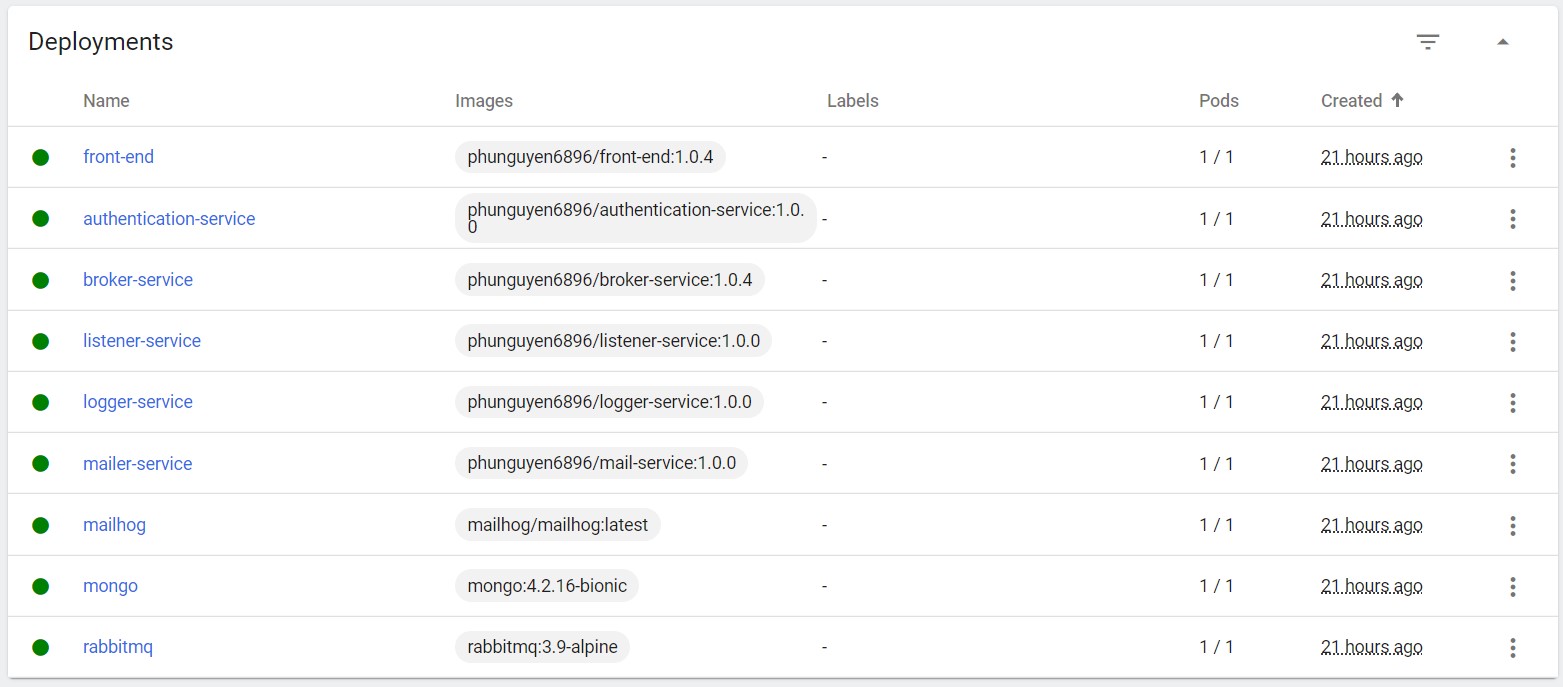 Deployments
Name Images Labels Pods Created
front-end phunguyen6896/front-end:1.0.4 - 1 / 1 21 hours ago
authentication-service phunguyen6896/authentication-service:1.0.
0 - 1 / 1 21 hours ago
broker-service phunguyen6896/broker-service:1.0.4 - 1 / 1 21 hours ago
listener-service phunguyen6896/listener-service:1.0.0 - 1 / 1 21 hours ago
logger-service phunguyen6896/logger-service:1.0.0 - 1 / 1 21 hours ago
mailer-service phunguyen6896/mail-service:1.0.0 - 1 / 1 21 hours ago
mailhog mailhog/mailhog:latest - 1 / 1 21 hours ago
mongo mongo:4.2.16-bionic - 1 / 1 21 hours ago
rabbitmq rabbitmq:3.9-alpine - 1 / 1 21 hours ago